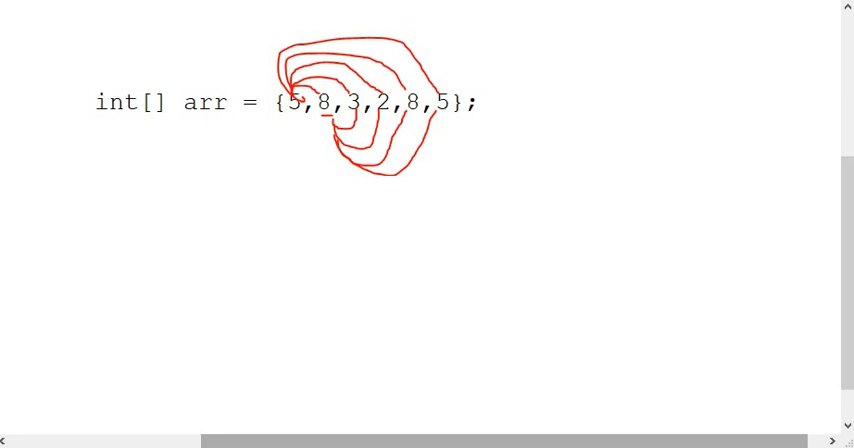 int[] arr = {5,8,3,2,8,5};